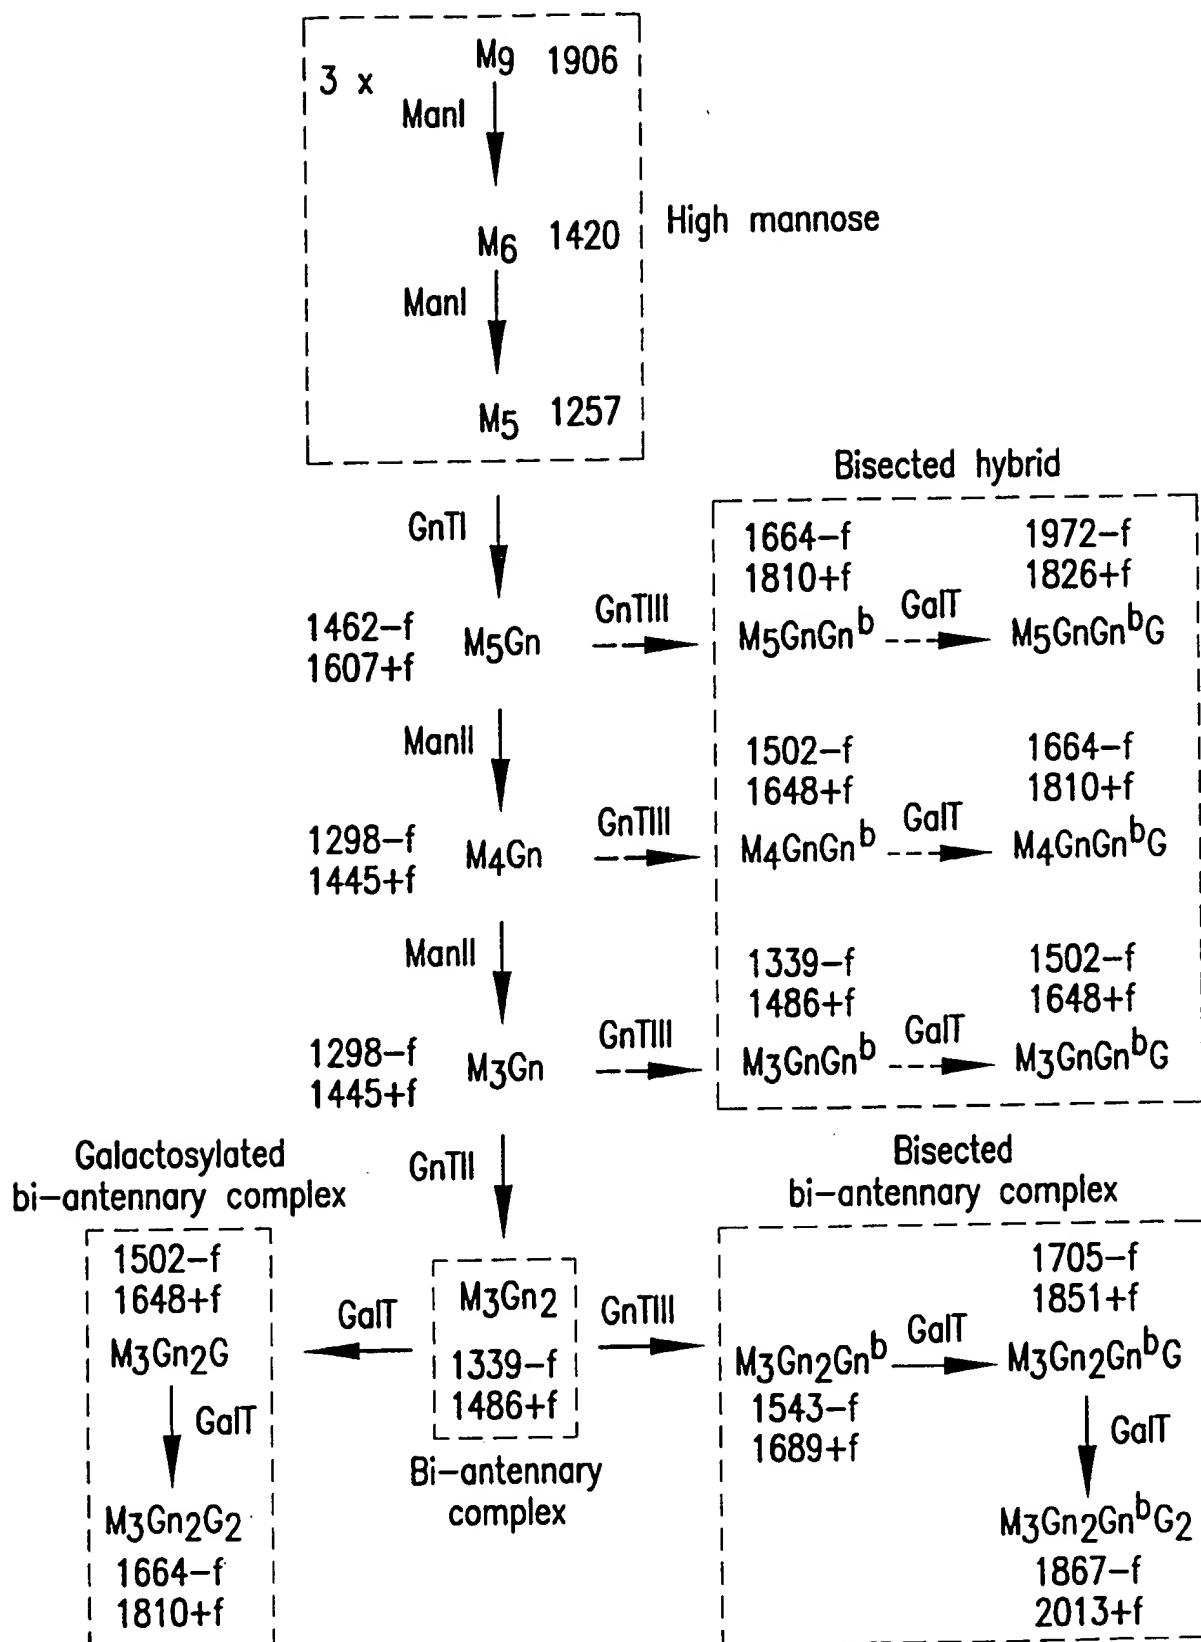 M9 1906
3 x
ManI
M6 1420
High mannose
ManI
M5 1257
Bisected hybrid
GnTI
1664-f
1810+f
1972-f
1826+f
1462-f
1607+f
M5Gn
GnTIII
M5GnGnb
GalT
M5GnGnbG
ManII
1502-f
1648+f
1664-f
1810+f
1298-f
1445+f
M4Gn
GnTIII
M4GnGnb
GalT
M4GnGnbG
ManII
1339-f
1486+f
1502-f
1648+f
1298-f
1445+f
M3Gn
GnTIII
M3GnGnb
GalT
M3GnGnbG
Galactosylated
bi-antennary complex
GnTII
Bisected
bi-antennary complex
1502-f
1648+f
M3Gn2G
GalT
M3Gn2G2
1664-f
1810+f
GalT
M3Gn2
1339-f
1486+f
Bi-antennary
complex
GnTIII
M3Gn2Gnb
1543-f
1689+f
GalT
1705-f
1851+f
M3Gn2GnbG
GalT
M3Gn2GnbG2
1867-f
2013+f